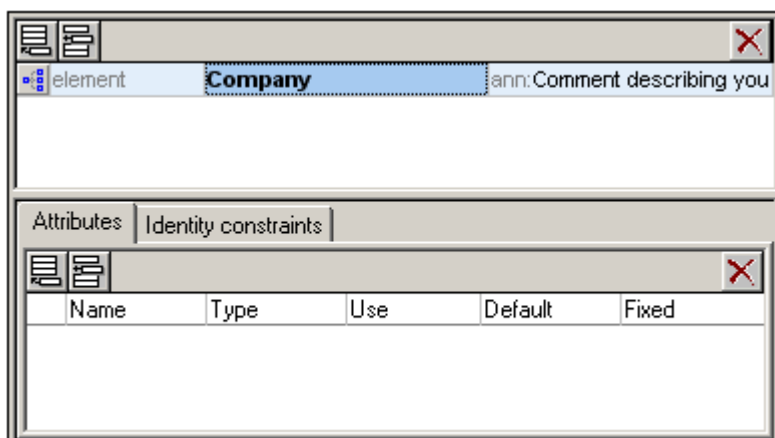 element Company ann:Comment describing you
Attributes Identity constraints
Name Type Use Default Fixed